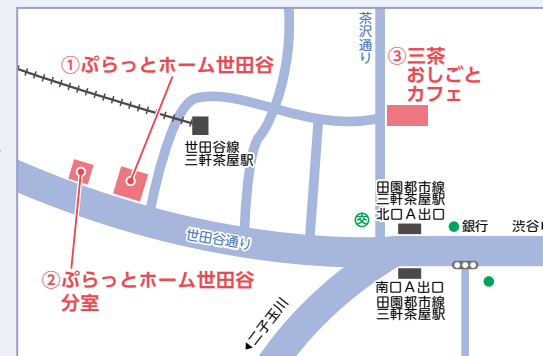 茶沢通り
①ぷらっとホーム世田谷
③三茶
おしごと
カフェ
世田谷線
三軒茶屋駅
田園都市線
三軒茶屋駅
北口A出口
銀行
世田谷通り
②ぷらっとホーム世田谷
分室
南口A出口
田園都市線
三軒茶屋駅
二子玉川